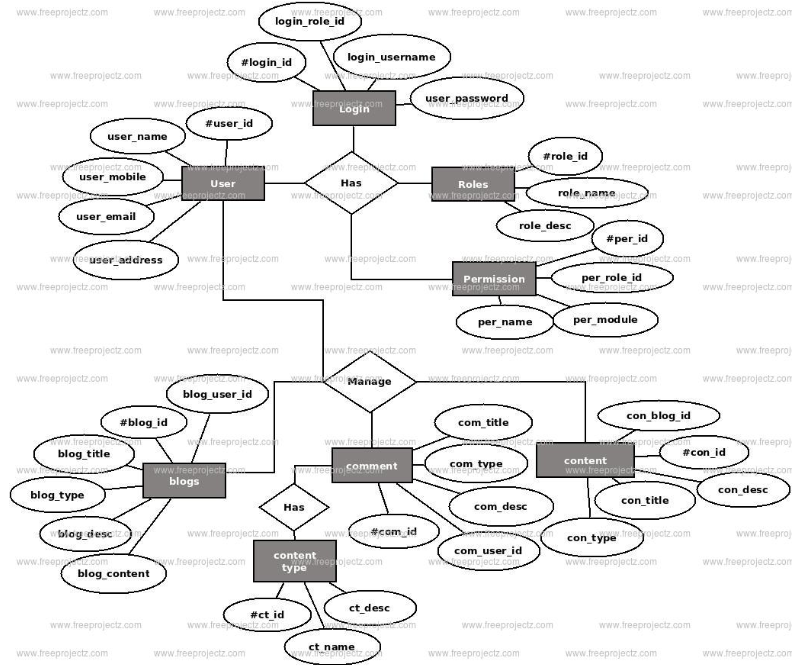 login_role_id
login_username
#login_id
user_password
Login
#user_id
user_name
user_mobile
user_email
user_address
User
Has
Roles
#role_id
role_name
role_desc
Permission
#per_id
per_role_id
per_name
per_module
Manage
blog_user_id
#blog_id
blog_title
blog_type
blog_desc
blog_content
blogs
comment
com_title
com_type
com_desc
#com_id
com_user_id
content
con_blog_id
#con_id
con_desc
con_title
con_type
Has
content
type
#ct_id
ct_desc
ct_name
www.freeprojectz.com